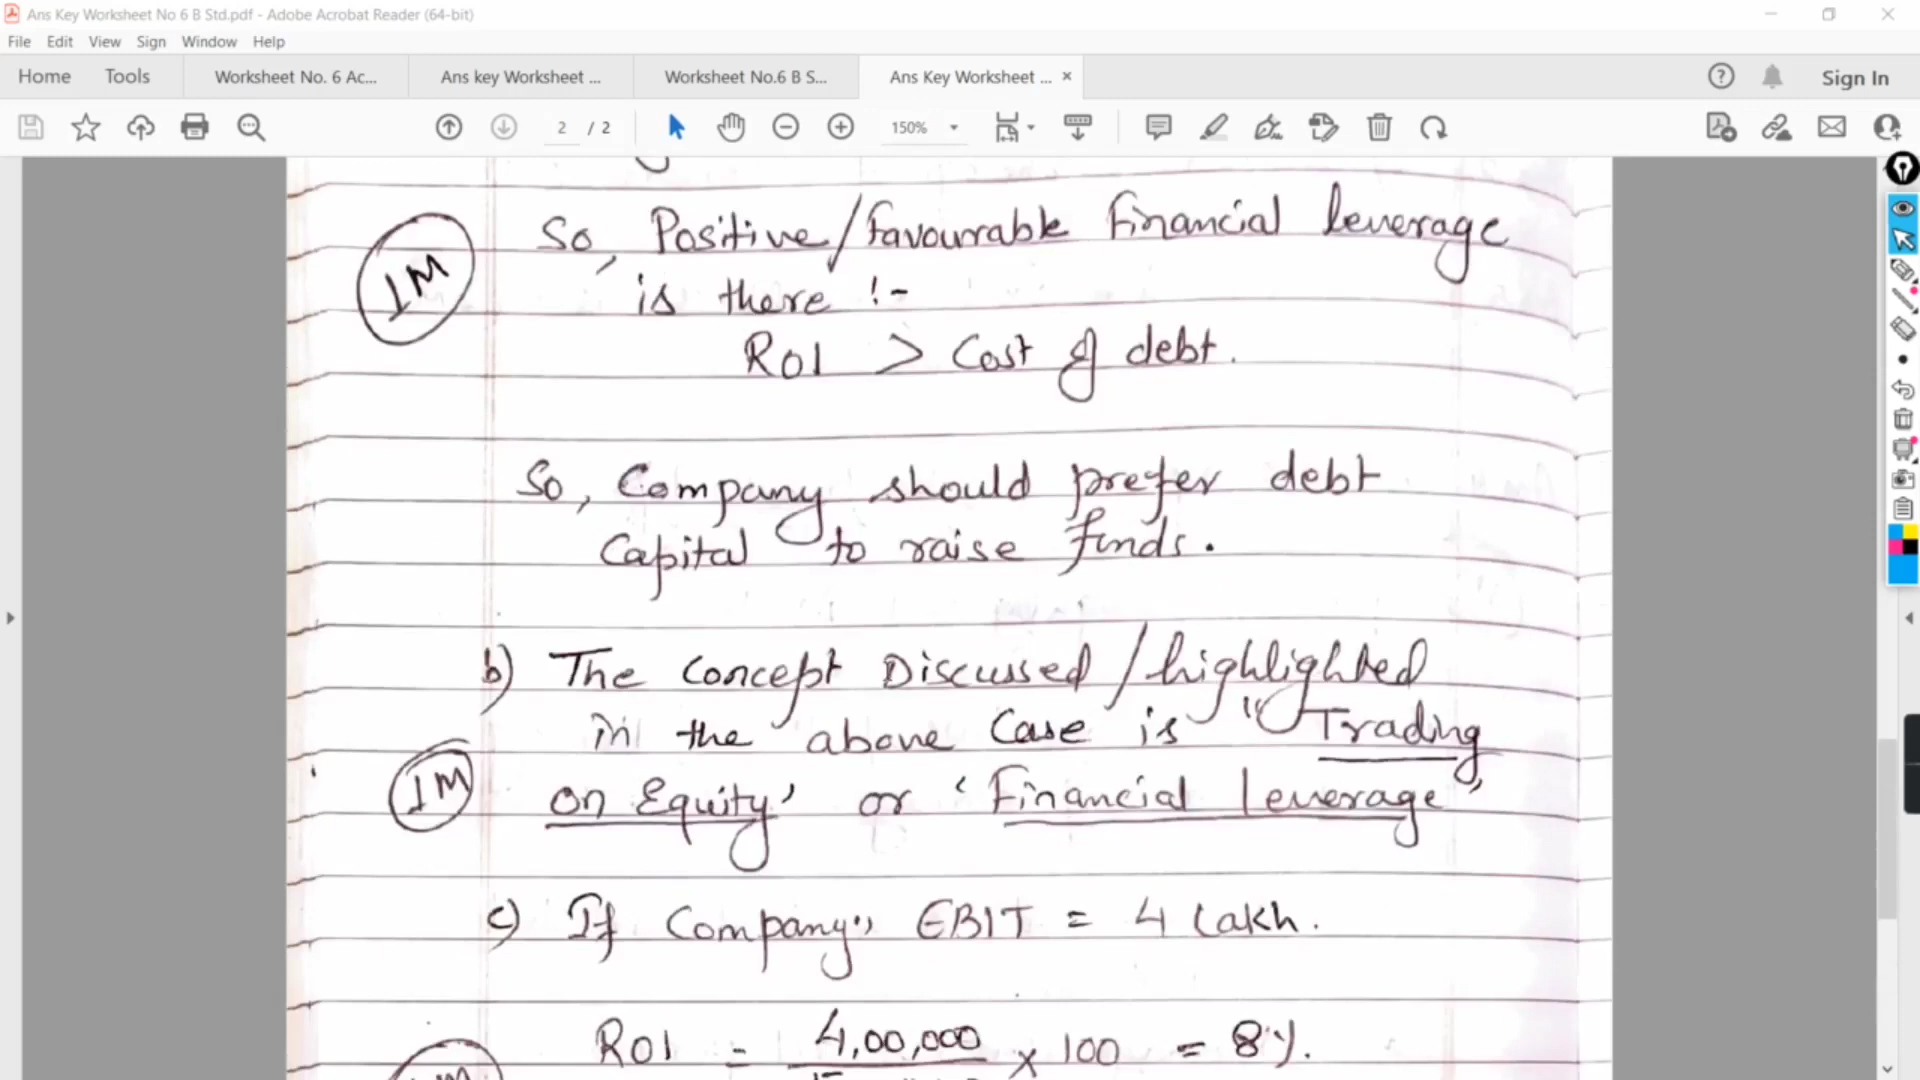 Ans Key Worksheet No 6 B Std.pdf - Adobe Acrobat Reader (64-bit)
File Edit View Sign Window Help
Home Tools Worksheet No. 6 Ac... Ans key Worksheet ... Worksheet No.6 B S... Ans Key Worksheet ... × Sign In
2 / 2 150%
So, Positive/Favourable Financial leverage
1M
is there :-
ROI > Cost of debt.
So, Company should prefer debt
Capital to raise funds.
b) The Concept Discussed/highlighted
in the above Case is "Trading
1M on Equity' or 'Financial leverage'
c) If Company's EBIT = 4 Lakh.
ROI = 4,00,000 × 100 = 8%.